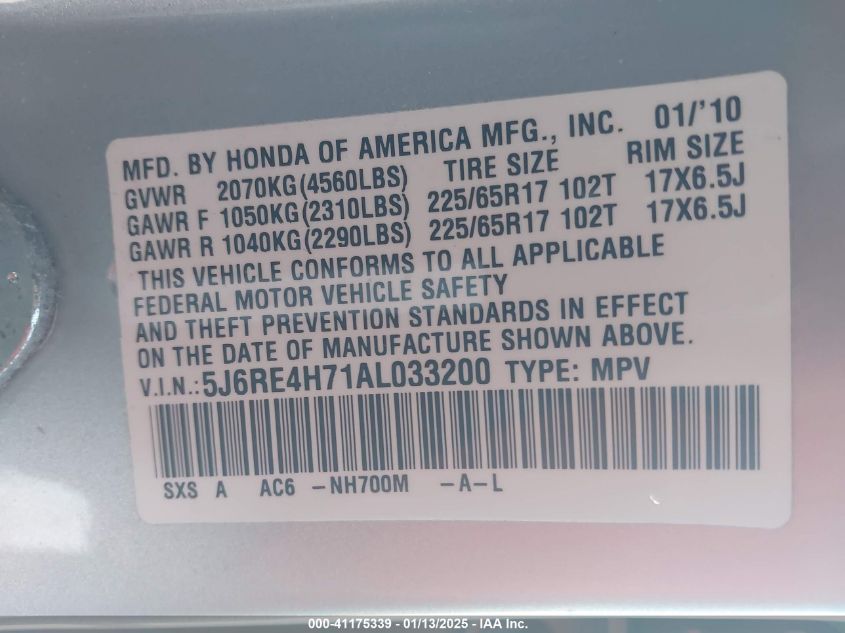 MFD. BY HONDA OF AMERICA MFG., INC. 01/'10
GVWR 2070KG(4560LBS) TIRE SIZE RIM SIZE
GAWR F 1050KG(2310LBS) 225/65R17 102T 17X6.5J
GAWR R 1040KG(2290LBS) 225/65R17 102T 17X6.5J
THIS VEHICLE CONFORMS TO ALL APPLICABLE
FEDERAL MOTOR VEHICLE SAFETY
AND THEFT PREVENTION STANDARDS IN EFFECT
ON THE DATE OF MANUFACTURE SHOWN ABOVE.
V.I.N.:5J6RE4H71AL033200 TYPE: MPV
SXS A AC6 -NH700M -A-L
000-41175339 - 01/13/2025 - IAA Inc.